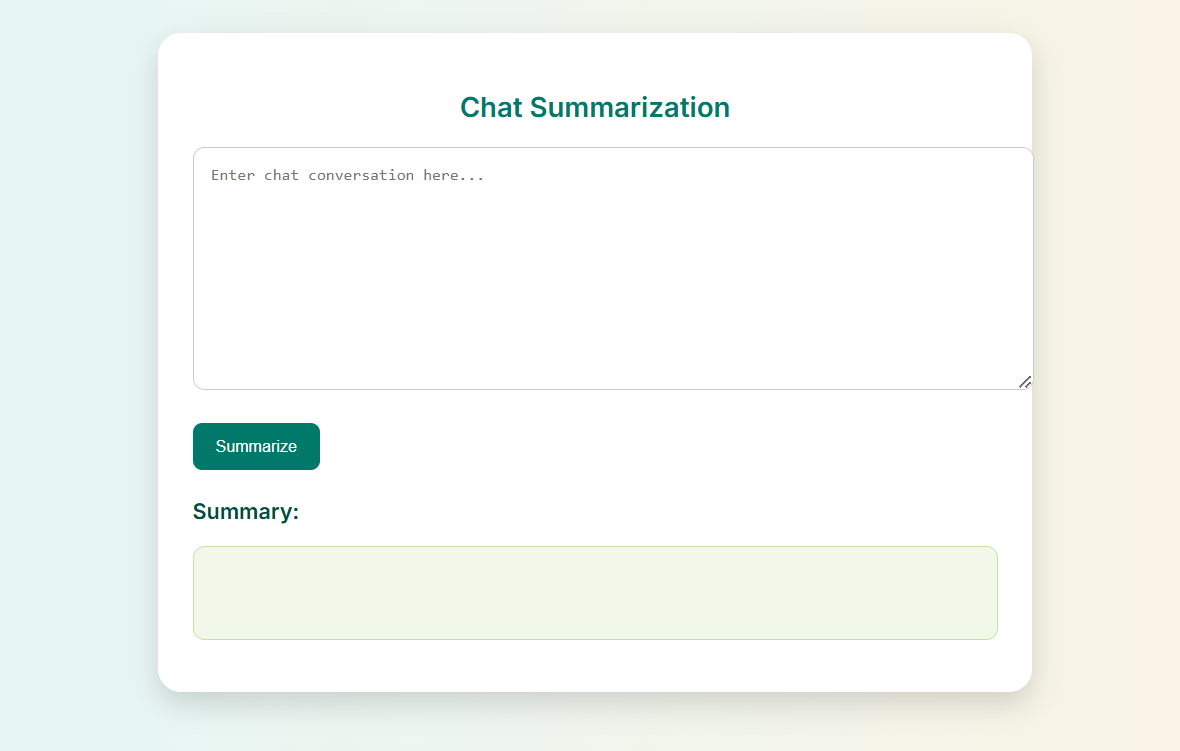 Chat Summarization
Enter chat conversation here...
Summarize
Summary: